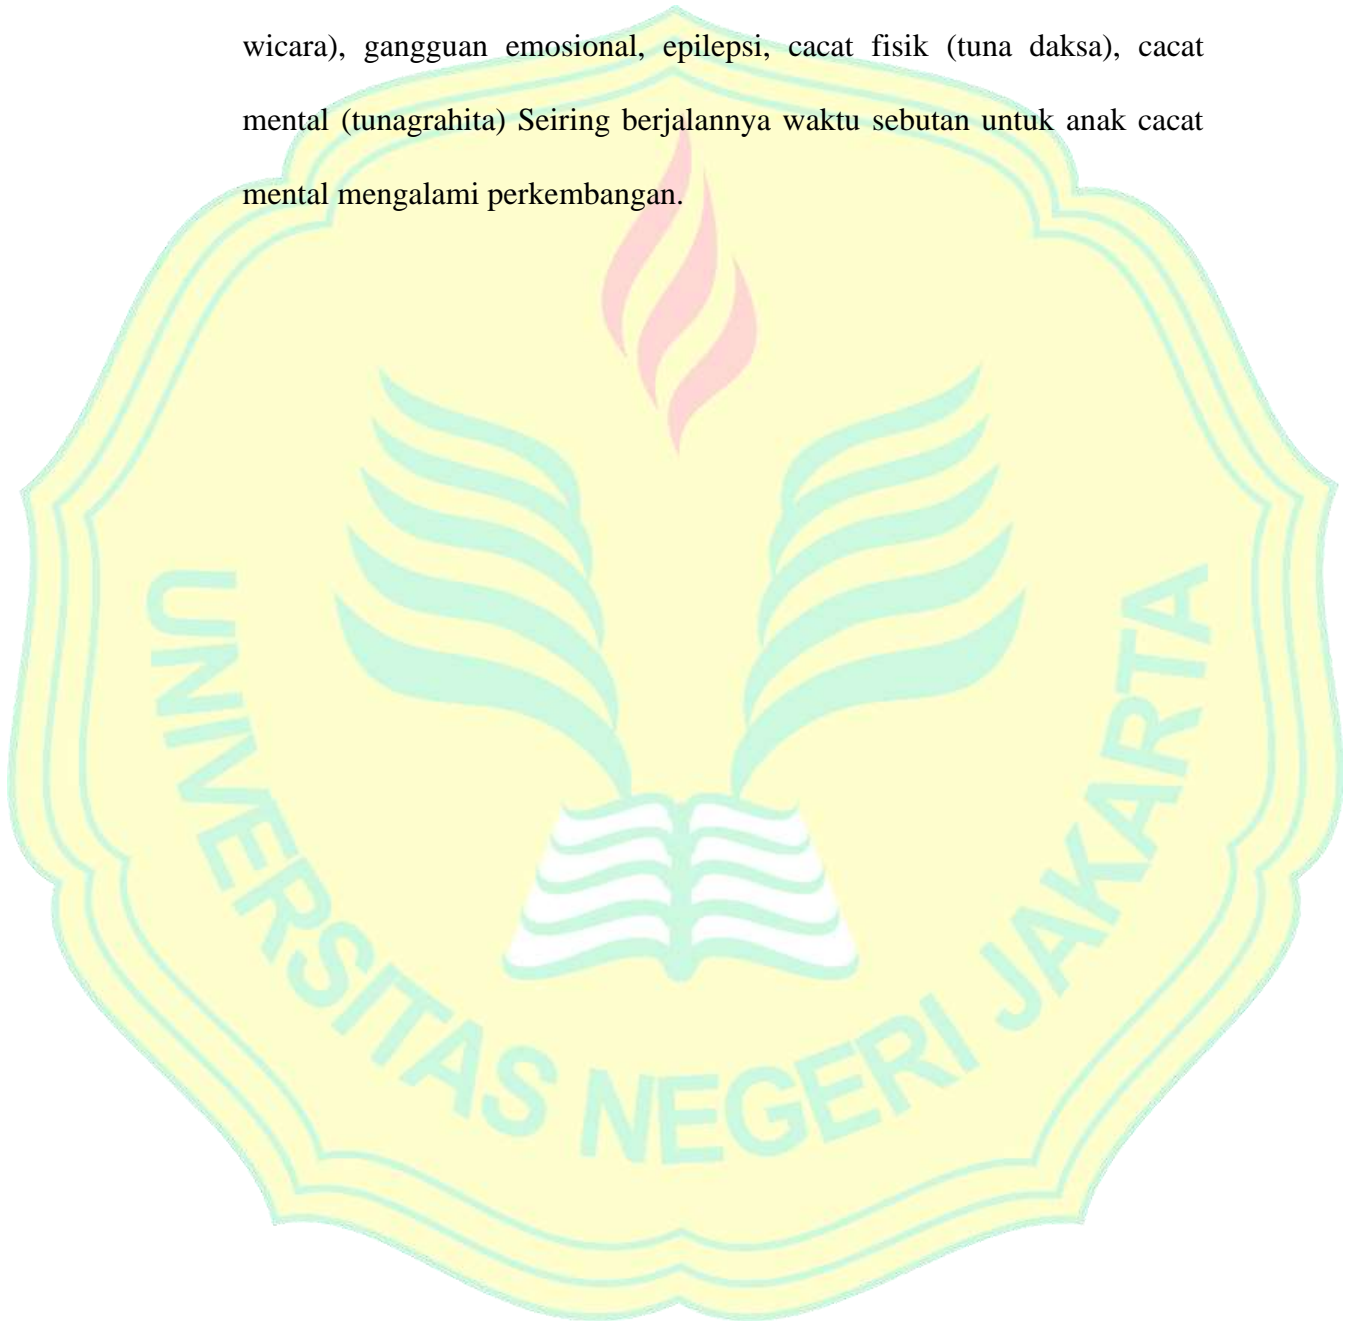 wicara), gangguan emosional, epilepsi, cacat fisik (tuna daksa), cacat
mental (tunagrahita) Seiring berjalannya waktu sebutan untuk anak cacat
mental mengalami perkembangan.
UNIVERSITAS NEGERI JAKARTA